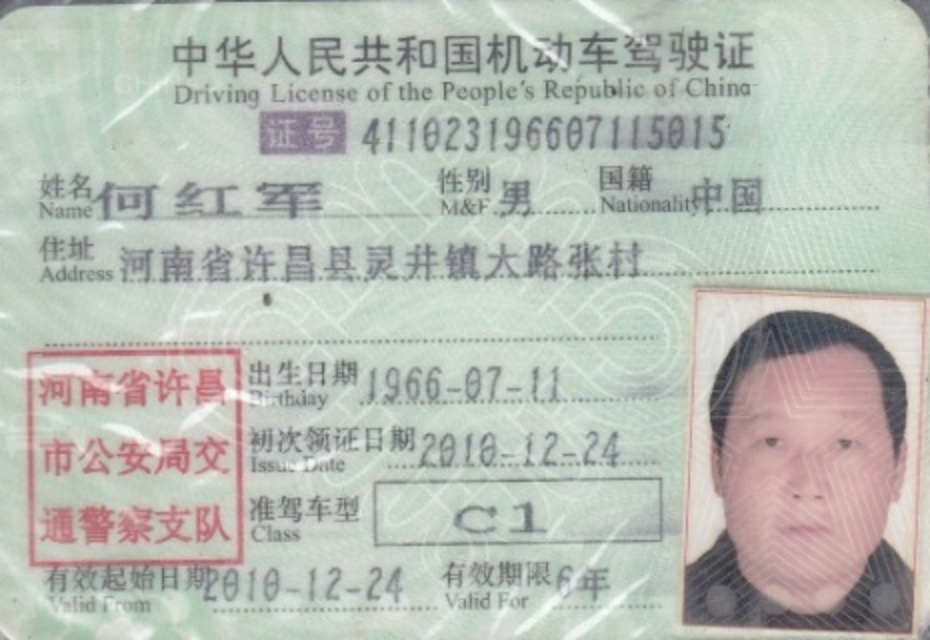 中华人民共和国机动车驾驶证
Driving License of the People's Republic of China
证号 411023196607115015
姓名 何红军 性别 男 国籍 中国
Name M&F Nationality
住址 河南省许昌县灵井镇大路张村
Address
河南省许昌
市公安局交
通警察支队
出生日期 1966-07-11
Birthday
初次领证日期 2010-12-24
Issue Date
准驾车型 C1
Class
有效起始日期 2010-12-24 有效期限 6年
Valid From Valid For